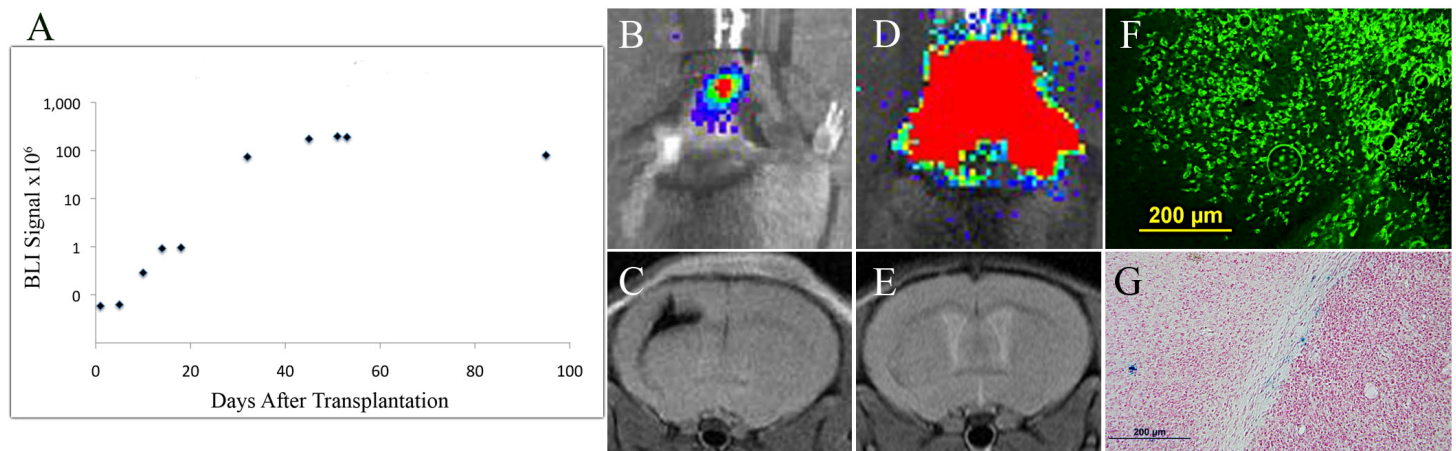 A
BLI Signal x10⁶
1,000
100
10
1
0
0
20
40
60
80
100
Days After Transplantation
B
D
F
200 µm
C
E
G
200 µm